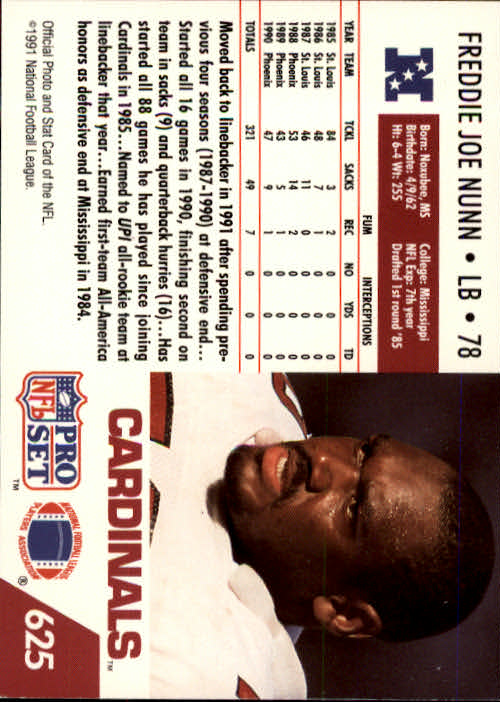 FREDDIE JOE NUNN • LB • 78
N
Born: Noxubee, MS
Birthdate: 4/9/62
Ht: 6-4 Wt: 255
College: Mississippi
NFL Exp: 7th year
Drafted 1st round '85
FUM INTERCEPTIONS
YEAR TEAM TCKL SACKS REC NO YDS TD
1985 St. Louis 84 3 2 0 0 0
1986 St. Louis 48 7 1 0 0 0
1987 St. Louis 46 11 0 0 0 0
1988 Phoenix 53 14 2 0 0 0
1989 Phoenix 43 5 1 0 0 0
1990 Phoenix 47 9 1 0 0 0
TOTALS 321 49 7 0 0 0
Moved back to linebacker in 1991 after spending pre-
vious four seasons (1987-1990) at defensive end...
Started all 16 games in 1990, finishing second on
team in sacks (9) and quarterback hurries (16)...Has
started all 88 games he has played since joining
Cardinals in 1985...Named to UPI all-rookie team at
linebacker that year...Earned first-team All-America
honors as defensive end at Mississippi in 1984.
Official Photo and Stat Card of the NFL.
©1991 National Football League.
CARDINALS™
NFL PRO SET ™
NATIONAL FOOTBALL LEAGUE
PLAYERS ASSOCIATION ®
625